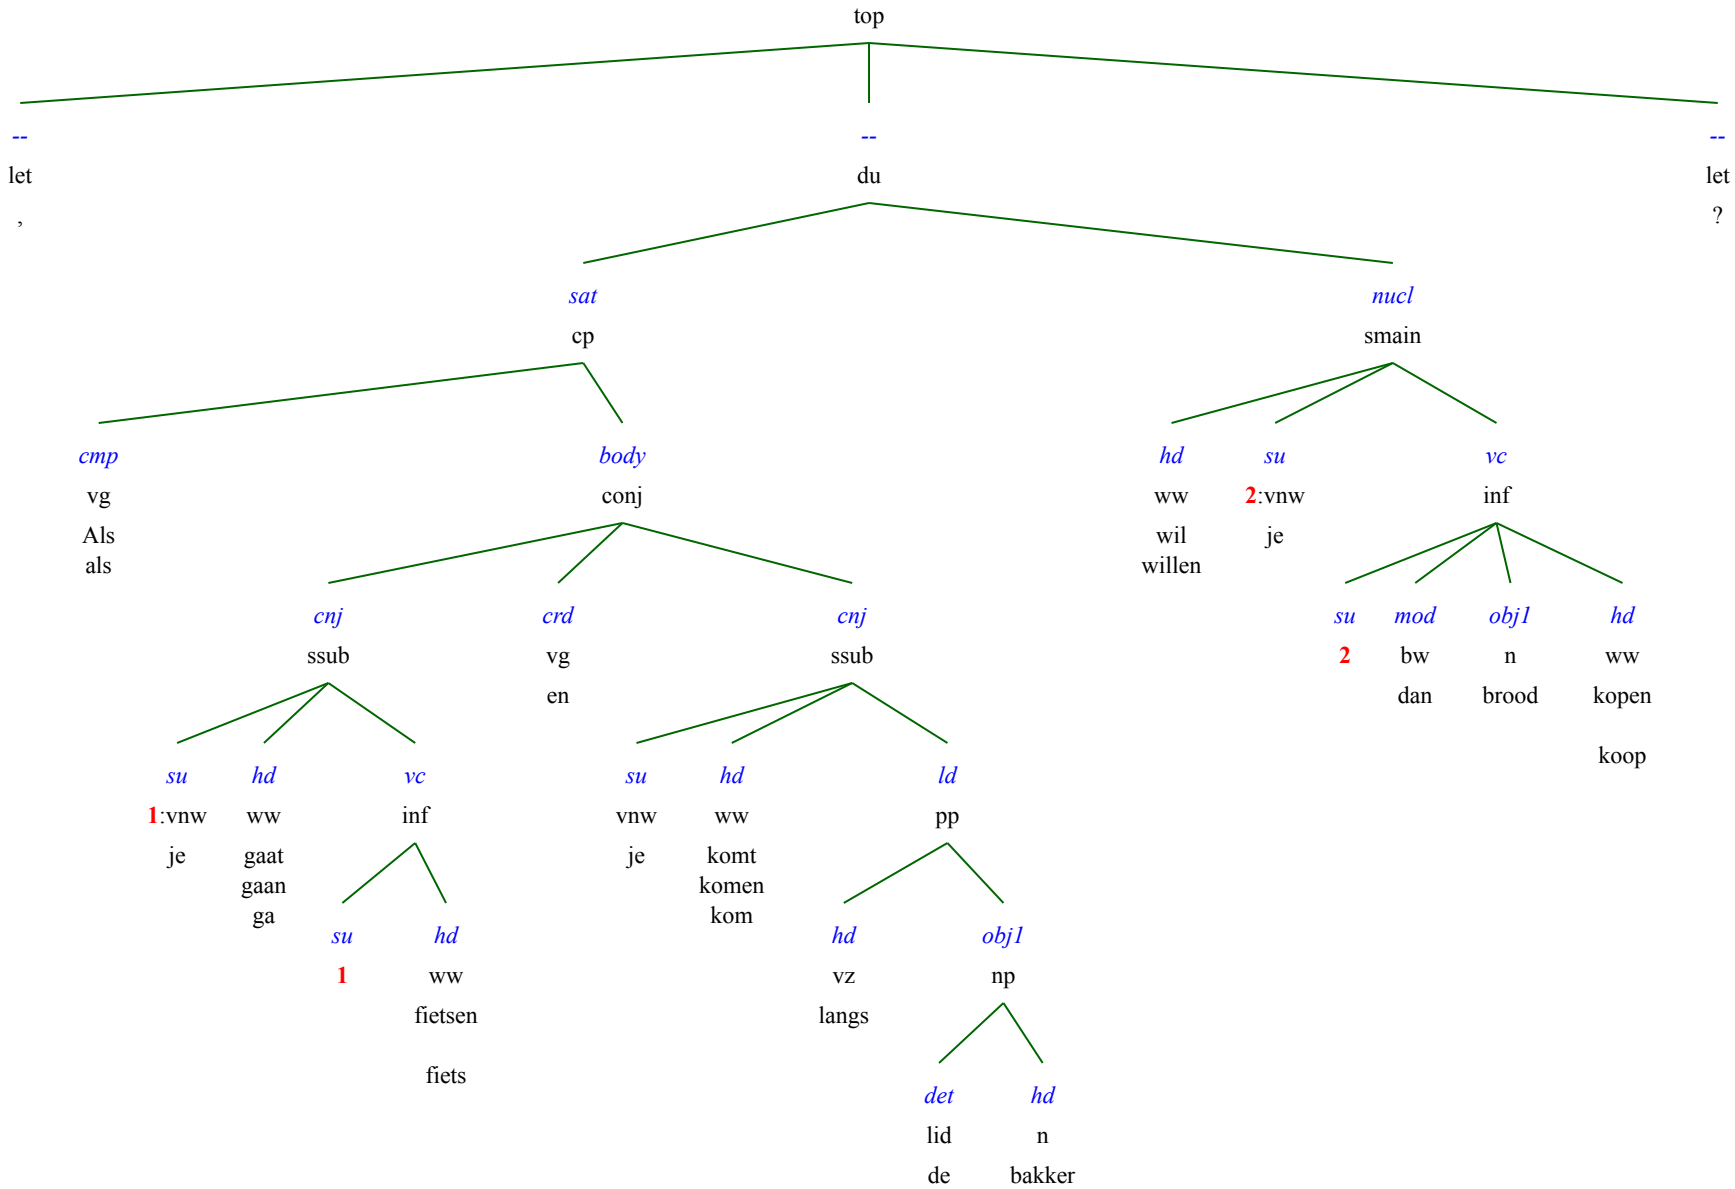 top
-- -- --
let du let
, ?
sat nucl
cp smain
cmp body hd su vc
vg conj ww 2:vnw inf
Als wil je
als willen
cnj crd cnj su mod obj1 hd
ssub vg ssub 2 bw n ww
en dan brood kopen
koop
su hd vc su hd ld
1:vnw ww inf vnw ww pp
je gaat je komt
gaan komen
ga kom
su hd hd obj1
1 ww vz np
fietsen langs
fiets
det hd
lid n
de bakker